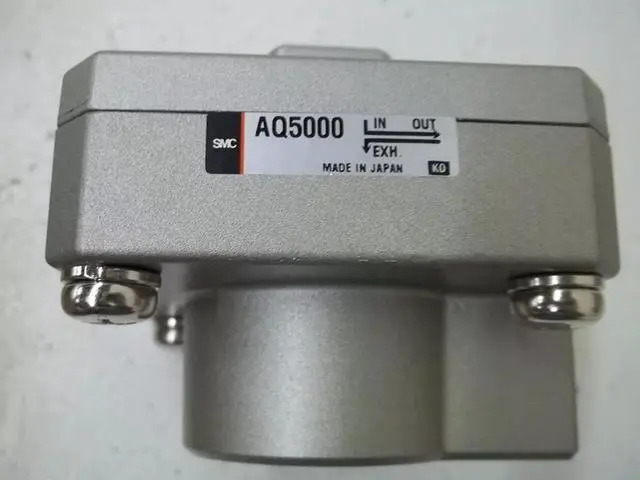 SMC AQ5000 IN OUT
EXH.
MADE IN JAPAN KO